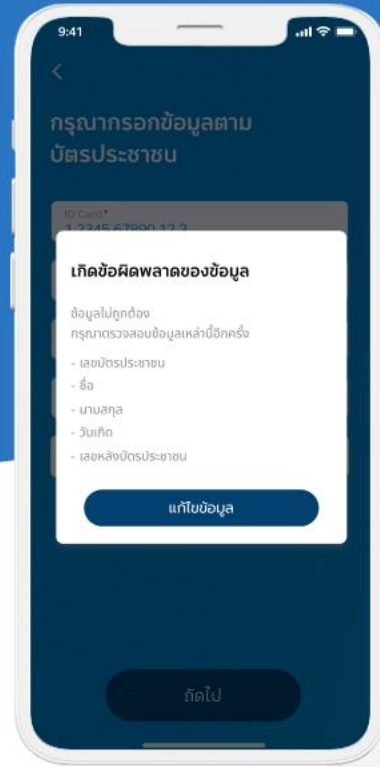 9:41
กรุณากรอกข้อมูลตาม
บัตรประชาชน
ID Card*
1 2345 67890 12 3
เกิดข้อผิดพลาดของข้อมูล
ข้อมูลไม่ถูกต้อง
กรุณาตรวจสอบข้อมูลเหล่านี้อีกครั้ง
- เลขบัตรประชาชน
- ชื่อ
- นามสกุล
- วันเกิด
- เลขหลังบัตรประชาชน
แก้ไขข้อมูล
ถัดไป